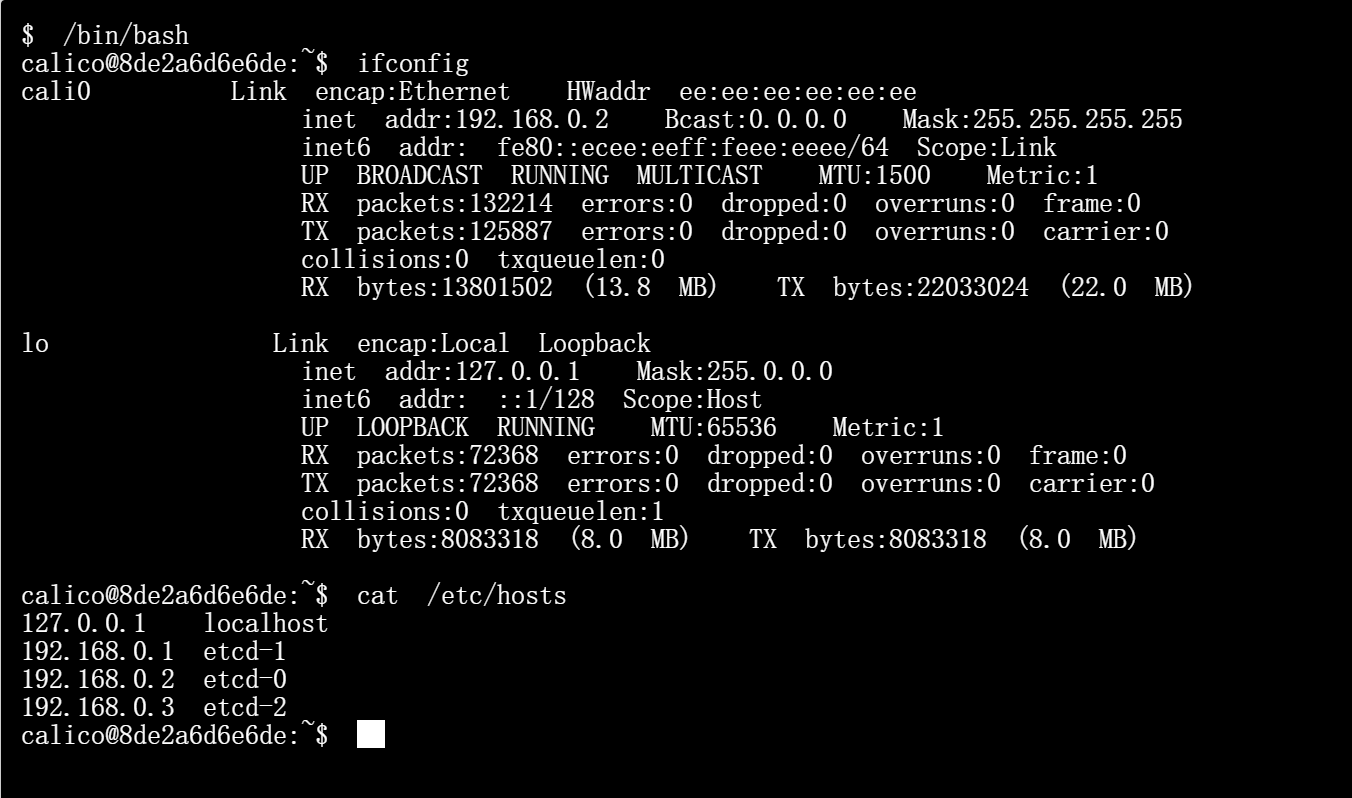 $ /bin/bash
calico@8de2a6d6e6de:~$ ifconfig
cali0 Link encap:Ethernet HWaddr ee:ee:ee:ee:ee:ee
inet addr:192.168.0.2 Bcast:0.0.0.0 Mask:255.255.255.255
inet6 addr: fe80::ecee:eeff:feee:eeee/64 Scope:Link
UP BROADCAST RUNNING MULTICAST MTU:1500 Metric:1
RX packets:132214 errors:0 dropped:0 overruns:0 frame:0
TX packets:125887 errors:0 dropped:0 overruns:0 carrier:0
collisions:0 txqueuelen:0
RX bytes:13801502 (13.8 MB) TX bytes:22033024 (22.0 MB)
lo Link encap:Local Loopback
inet addr:127.0.0.1 Mask:255.0.0.0
inet6 addr: ::1/128 Scope:Host
UP LOOPBACK RUNNING MTU:65536 Metric:1
RX packets:72368 errors:0 dropped:0 overruns:0 frame:0
TX packets:72368 errors:0 dropped:0 overruns:0 carrier:0
collisions:0 txqueuelen:1
RX bytes:8083318 (8.0 MB) TX bytes:8083318 (8.0 MB)
calico@8de2a6d6e6de:~$ cat /etc/hosts
127.0.0.1 localhost
192.168.0.1 etcd-1
192.168.0.2 etcd-0
192.168.0.3 etcd-2
calico@8de2a6d6e6de:~$